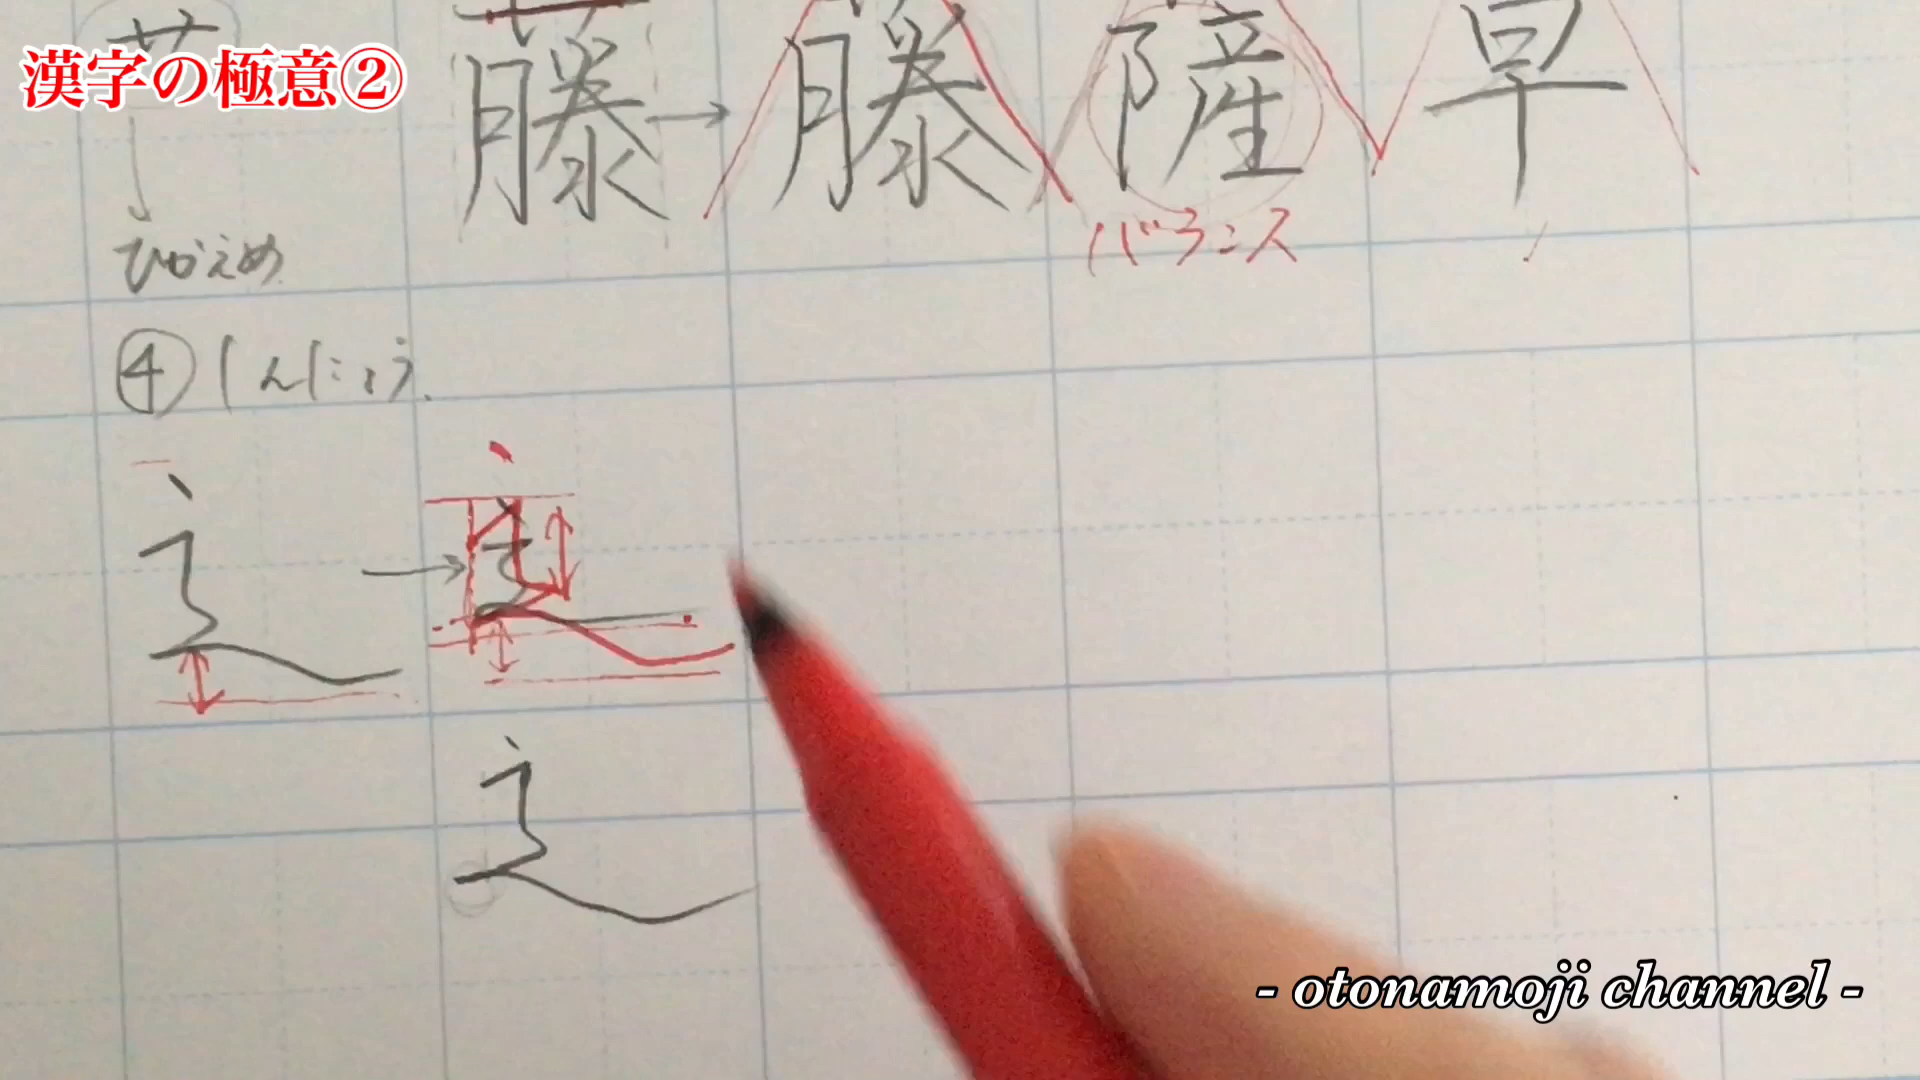 漢字の極意②
藤→藤薩草
ひかえめ
バランス
④しんにょう
- otonamoji channel -